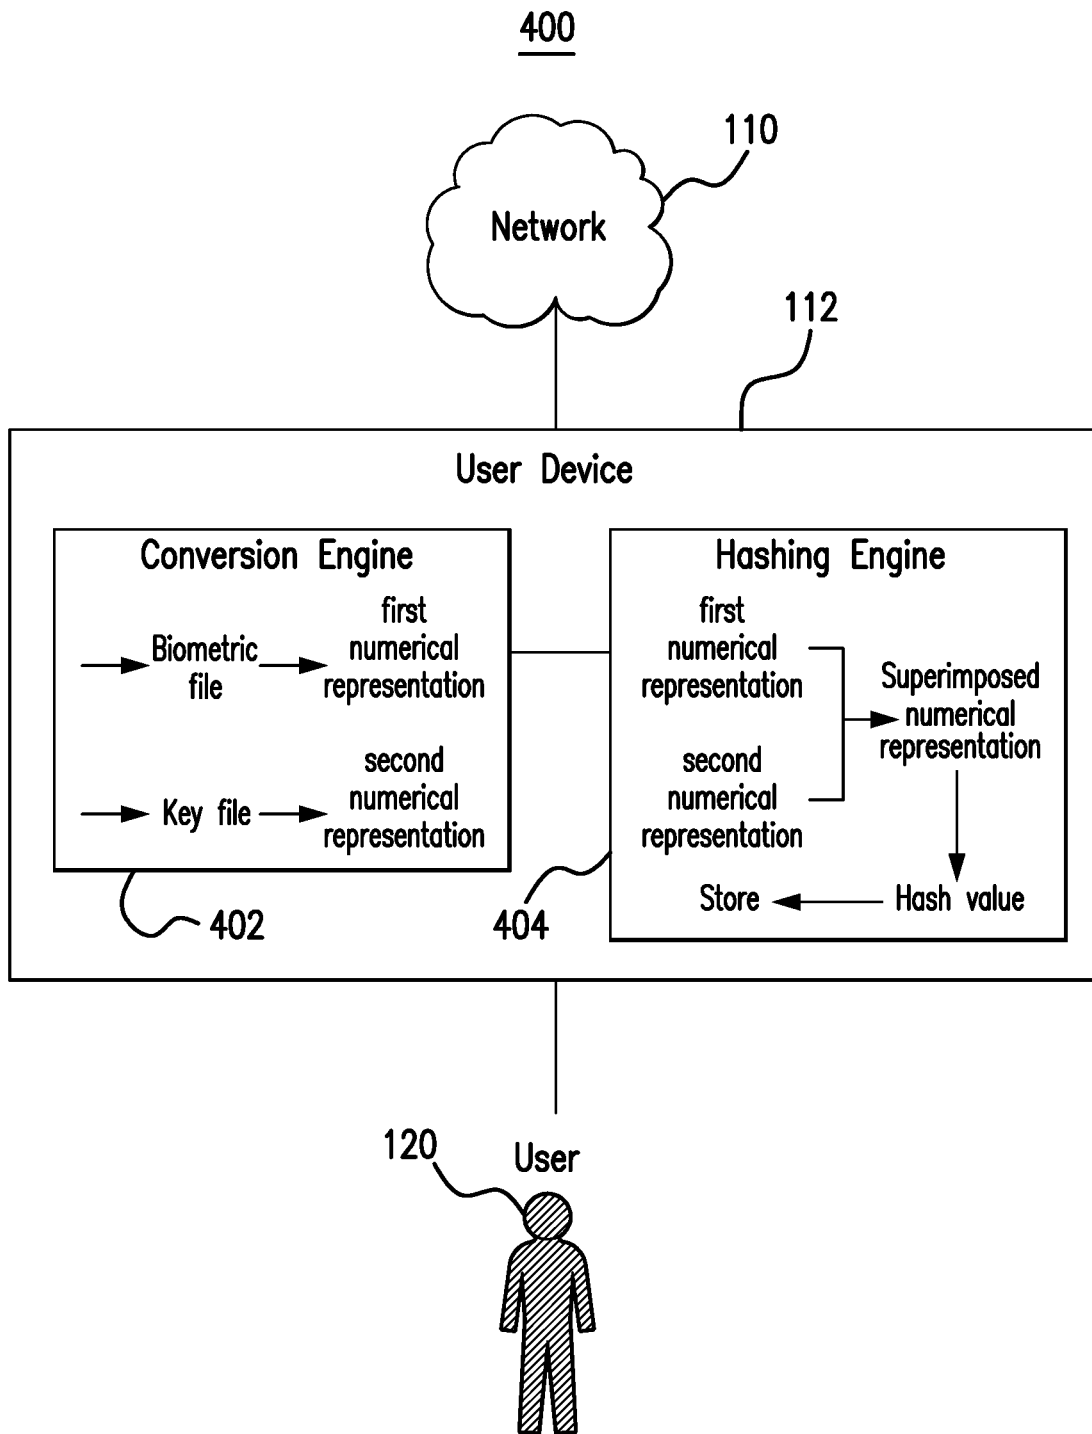 400
110
Network
112
User Device
Conversion Engine
Biometric
file
first
numerical
representation
Key file
second
numerical
representation
402
Hashing Engine
first
numerical
representation
second
numerical
representation
Superimposed
numerical
representation
Store
Hash value
404
120
User